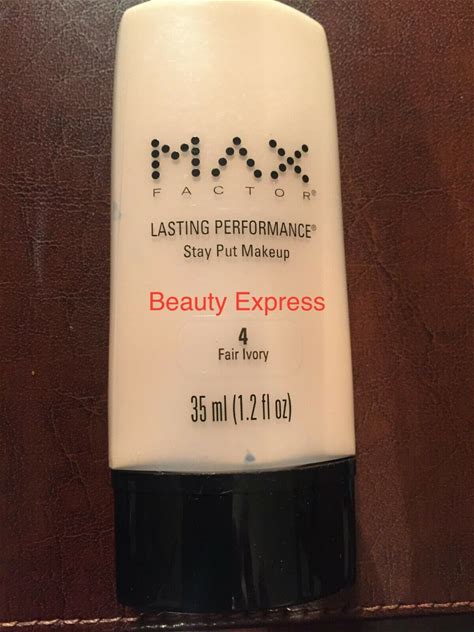 MAX
FACTOR®
LASTING PERFORMANCE®
Stay Put Makeup
Beauty Express
4
Fair Ivory
35 ml (1.2 fl oz)